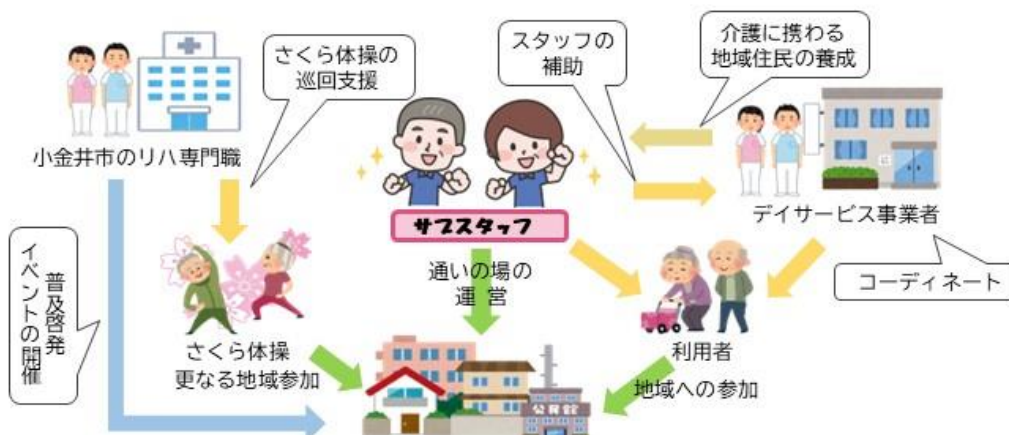 さくら体操の
巡回支援
スタッフの
補助
介護に携わる
地域住民の養成
小金井市のリハ専門職
サブスタッフ
デイサービス事業者
普及啓発
イベントの開催
通いの場の
運営
コーディネート
さくら体操
更なる地域参加
利用者
地域への参加
公民館